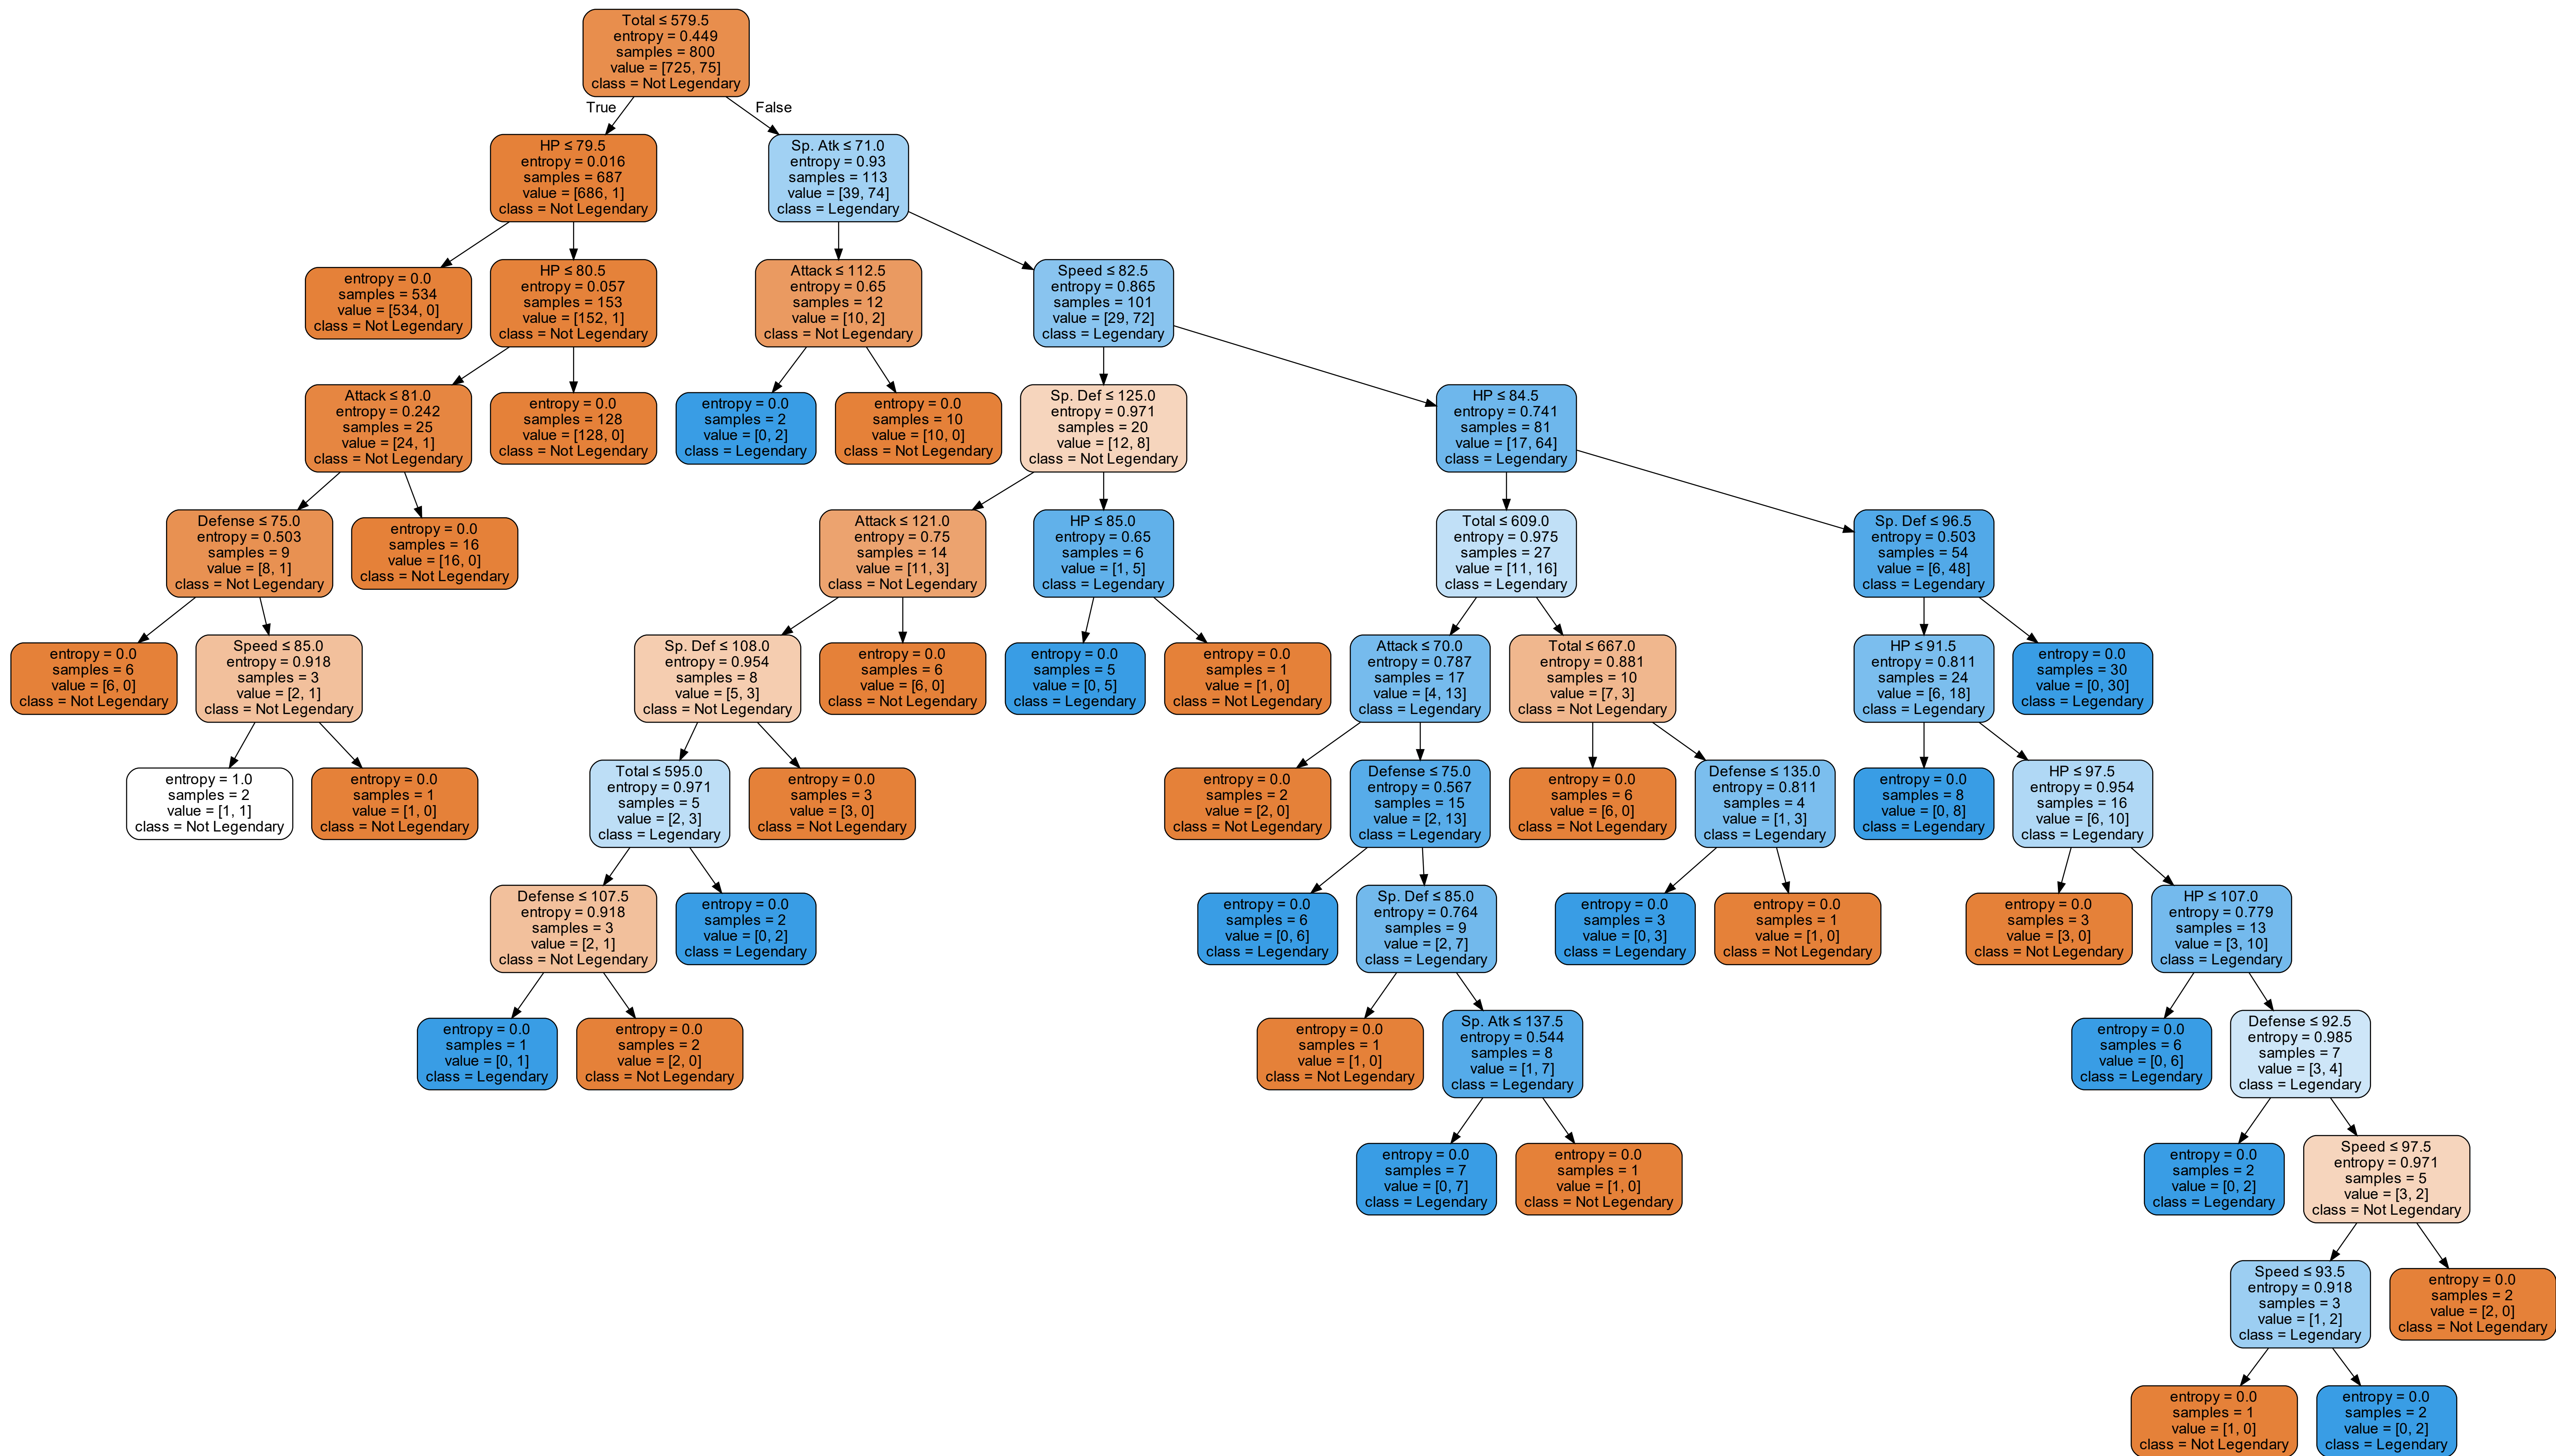 Total ≤ 579.5
entropy = 0.449
samples = 800
value = [725, 75]
class = Not Legendary
True
False
HP ≤ 79.5
entropy = 0.016
samples = 687
value = [686, 1]
class = Not Legendary
Sp. Atk ≤ 71.0
entropy = 0.93
samples = 113
value = [39, 74]
class = Legendary
entropy = 0.0
samples = 534
value = [534, 0]
class = Not Legendary
HP ≤ 80.5
entropy = 0.057
samples = 153
value = [152, 1]
class = Not Legendary
Attack ≤ 112.5
entropy = 0.65
samples = 12
value = [10, 2]
class = Not Legendary
Speed ≤ 82.5
entropy = 0.865
samples = 101
value = [29, 72]
class = Legendary
Attack ≤ 81.0
entropy = 0.242
samples = 25
value = [24, 1]
class = Not Legendary
entropy = 0.0
samples = 128
value = [128, 0]
class = Not Legendary
entropy = 0.0
samples = 2
value = [0, 2]
class = Legendary
entropy = 0.0
samples = 10
value = [10, 0]
class = Not Legendary
Sp. Def ≤ 125.0
entropy = 0.971
samples = 20
value = [12, 8]
class = Not Legendary
HP ≤ 84.5
entropy = 0.741
samples = 81
value = [17, 64]
class = Legendary
Defense ≤ 75.0
entropy = 0.503
samples = 9
value = [8, 1]
class = Not Legendary
entropy = 0.0
samples = 16
value = [16, 0]
class = Not Legendary
Attack ≤ 121.0
entropy = 0.75
samples = 14
value = [11, 3]
class = Not Legendary
HP ≤ 85.0
entropy = 0.65
samples = 6
value = [1, 5]
class = Legendary
Total ≤ 609.0
entropy = 0.975
samples = 27
value = [11, 16]
class = Legendary
Sp. Def ≤ 96.5
entropy = 0.503
samples = 54
value = [6, 48]
class = Legendary
entropy = 0.0
samples = 6
value = [6, 0]
class = Not Legendary
Speed ≤ 85.0
entropy = 0.918
samples = 3
value = [2, 1]
class = Not Legendary
Sp. Def ≤ 108.0
entropy = 0.954
samples = 8
value = [5, 3]
class = Not Legendary
entropy = 0.0
samples = 6
value = [6, 0]
class = Not Legendary
entropy = 0.0
samples = 5
value = [0, 5]
class = Legendary
entropy = 0.0
samples = 1
value = [1, 0]
class = Not Legendary
Attack ≤ 70.0
entropy = 0.787
samples = 17
value = [4, 13]
class = Legendary
Total ≤ 667.0
entropy = 0.881
samples = 10
value = [7, 3]
class = Not Legendary
HP ≤ 91.5
entropy = 0.811
samples = 24
value = [6, 18]
class = Legendary
entropy = 0.0
samples = 30
value = [0, 30]
class = Legendary
entropy = 1.0
samples = 2
value = [1, 1]
class = Not Legendary
entropy = 0.0
samples = 1
value = [1, 0]
class = Not Legendary
Total ≤ 595.0
entropy = 0.971
samples = 5
value = [2, 3]
class = Legendary
entropy = 0.0
samples = 3
value = [3, 0]
class = Not Legendary
entropy = 0.0
samples = 2
value = [2, 0]
class = Not Legendary
Defense ≤ 75.0
entropy = 0.567
samples = 15
value = [2, 13]
class = Legendary
entropy = 0.0
samples = 6
value = [6, 0]
class = Not Legendary
Defense ≤ 135.0
entropy = 0.811
samples = 4
value = [1, 3]
class = Legendary
entropy = 0.0
samples = 8
value = [0, 8]
class = Legendary
HP ≤ 97.5
entropy = 0.954
samples = 16
value = [6, 10]
class = Legendary
Defense ≤ 107.5
entropy = 0.918
samples = 3
value = [2, 1]
class = Not Legendary
entropy = 0.0
samples = 2
value = [0, 2]
class = Legendary
entropy = 0.0
samples = 6
value = [0, 6]
class = Legendary
Sp. Def ≤ 85.0
entropy = 0.764
samples = 9
value = [2, 7]
class = Legendary
entropy = 0.0
samples = 3
value = [0, 3]
class = Legendary
entropy = 0.0
samples = 1
value = [1, 0]
class = Not Legendary
entropy = 0.0
samples = 3
value = [3, 0]
class = Not Legendary
HP ≤ 107.0
entropy = 0.779
samples = 13
value = [3, 10]
class = Legendary
entropy = 0.0
samples = 1
value = [0, 1]
class = Legendary
entropy = 0.0
samples = 2
value = [2, 0]
class = Not Legendary
entropy = 0.0
samples = 1
value = [1, 0]
class = Not Legendary
Sp. Atk ≤ 137.5
entropy = 0.544
samples = 8
value = [1, 7]
class = Legendary
entropy = 0.0
samples = 6
value = [0, 6]
class = Legendary
Defense ≤ 92.5
entropy = 0.985
samples = 7
value = [3, 4]
class = Legendary
entropy = 0.0
samples = 7
value = [0, 7]
class = Legendary
entropy = 0.0
samples = 1
value = [1, 0]
class = Not Legendary
entropy = 0.0
samples = 2
value = [0, 2]
class = Legendary
Speed ≤ 97.5
entropy = 0.971
samples = 5
value = [3, 2]
class = Not Legendary
Speed ≤ 93.5
entropy = 0.918
samples = 3
value = [1, 2]
class = Legendary
entropy = 0.0
samples = 2
value = [2, 0]
class = Not Legendary
entropy = 0.0
samples = 1
value = [1, 0]
class = Not Legendary
entropy = 0.0
samples = 2
value = [0, 2]
class = Legendary